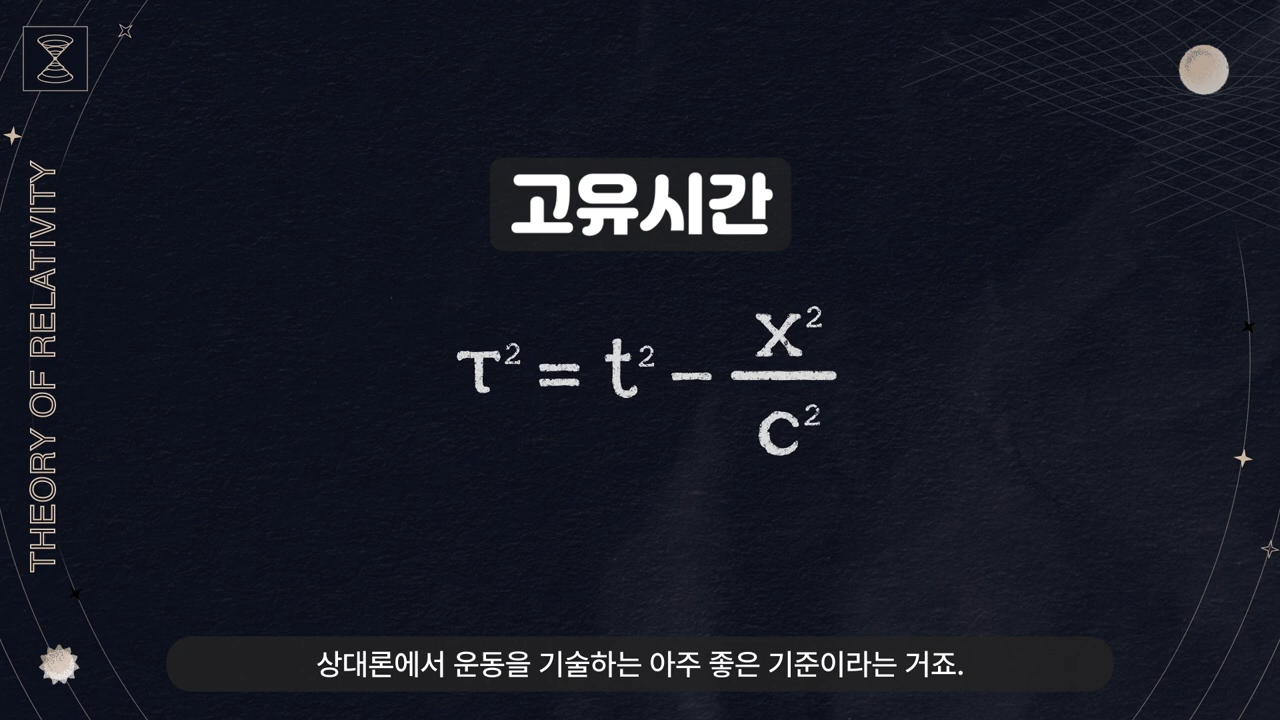 THEORY OF RELATIVITY
고유시간
τ² = t² − x²/c²
상대론에서 운동을 기술하는 아주 좋은 기준이라는 거죠.